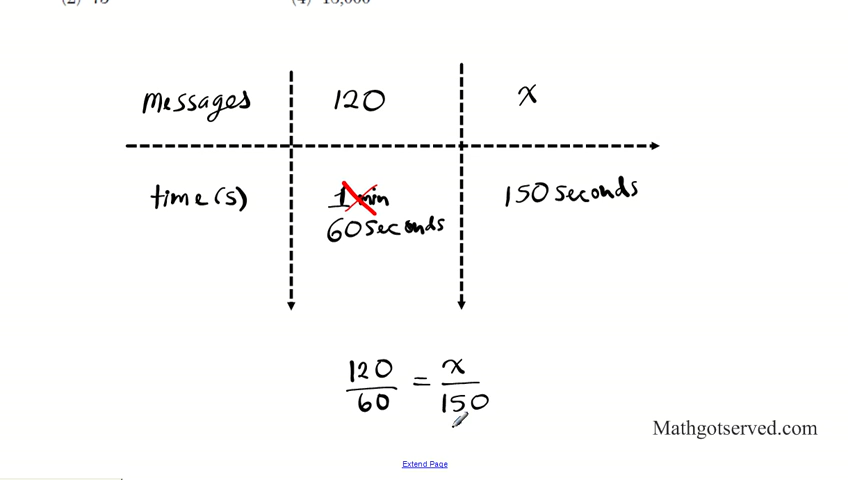 messages 120 x
time(s) 1 min 150 seconds
60 seconds
120 = x
60 150
Mathgotserved.com
Extend Page